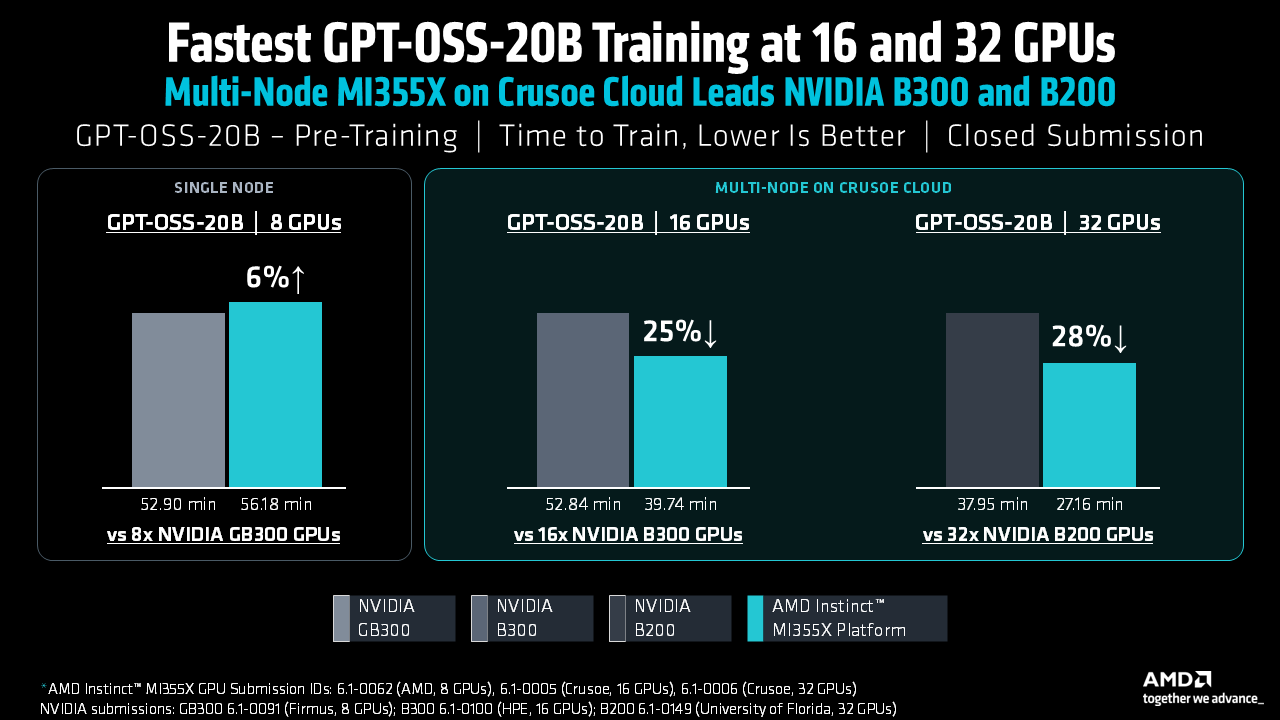 Fastest GPT-OSS-20B Training at 16 and 32 GPUs
Multi-Node MI355X on Crusoe Cloud Leads NVIDIA B300 and B200
GPT-OSS-20B – Pre-Training | Time to Train, Lower Is Better | Closed Submission
SINGLE NODE
GPT-OSS-20B | 8 GPUs
6%↑
52.90 min 56.18 min
vs 8x NVIDIA GB300 GPUs
MULTI-NODE ON CRUSOE CLOUD
GPT-OSS-20B | 16 GPUs
25%↓
52.84 min 39.74 min
vs 16x NVIDIA B300 GPUs
GPT-OSS-20B | 32 GPUs
28%↓
37.95 min 27.16 min
vs 32x NVIDIA B200 GPUs
NVIDIA
GB300
NVIDIA
B300
NVIDIA
B200
AMD Instinct™
MI355X Platform
*AMD Instinct™ MI355X GPU Submission IDs: 6.1-0062 (AMD, 8 GPUs), 6.1-0005 (Crusoe, 16 GPUs), 6.1-0006 (Crusoe, 32 GPUs)
NVIDIA submissions: GB300 6.1-0091 (Firmus, 8 GPUs); B300 6.1-0100 (HPE, 16 GPUs); B200 6.1-0149 (University of Florida, 32 GPUs)
AMD
together we advance_